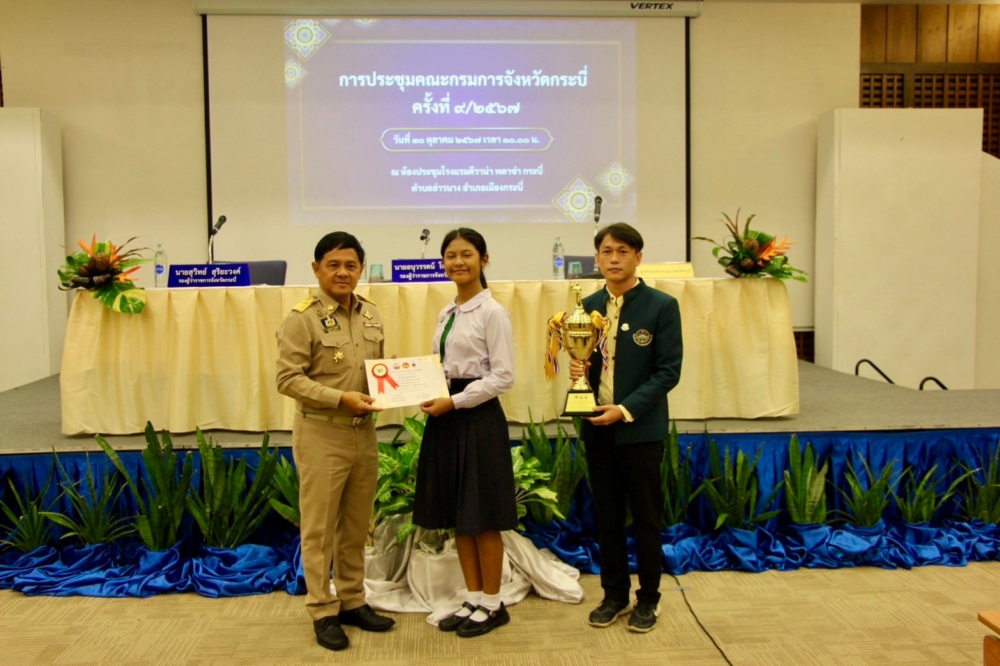 VERTEX
การประชุมคณะกรมการจังหวัดกระบี่
ครั้งที่ ๙/๒๕๖๗
วันที่ ๓๐ ตุลาคม ๒๕๖๗ เวลา ๑๐.๐๐ น.
ณ ห้องประชุมโรงแรมดีวาน่า พลาซ่า กระบี่
ตำบลอ่าวนาง อำเภอเมืองกระบี่
นายสุวิทย์ สุริยะวงค์
รองผู้ว่าราชการจังหวัดกระบี่
นายอนุวรรตน์
รองผู้ว่าราชการจังหวัด